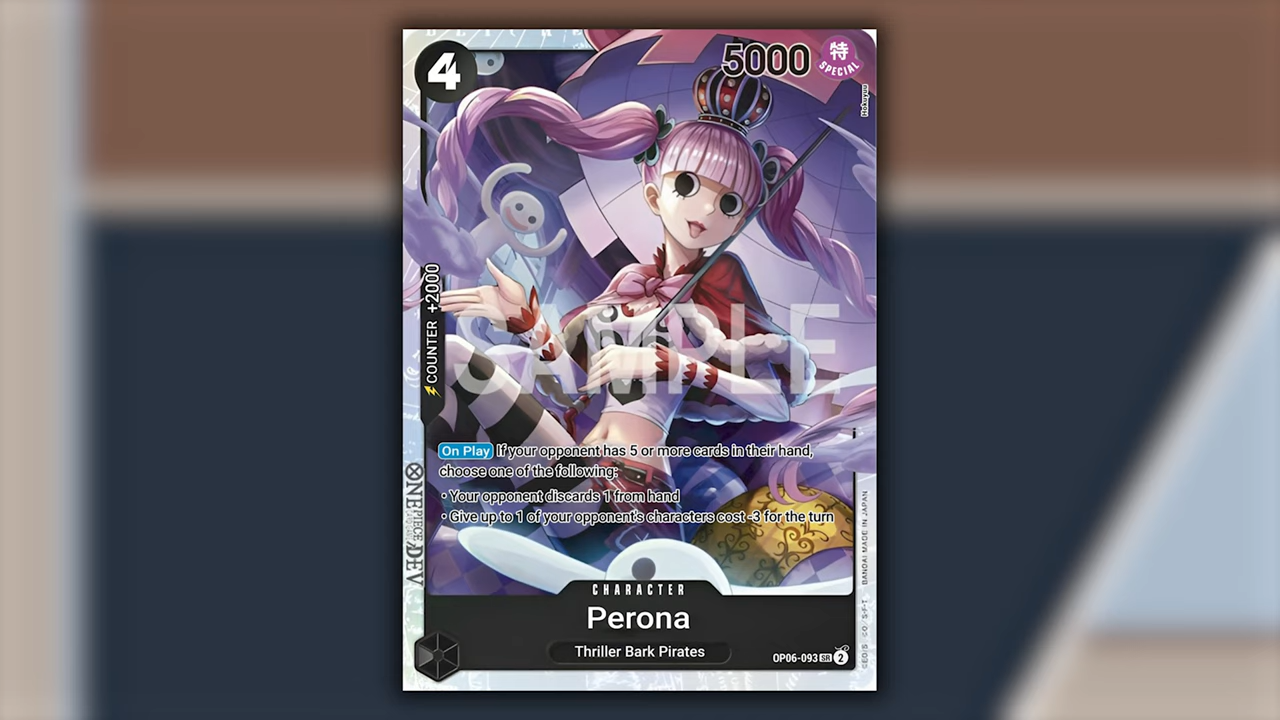 4
5000
特
SPECIAL
Hokuyuu
COUNTER +2000
SAMPLE
On Play If your opponent has 5 or more cards in their hand,
choose one of the following:
• Your opponent discards 1 from hand
• Give up to 1 of your opponent's characters cost -3 for the turn
ONE PIECE DEV
BANDAI MADE IN JAPAN
CHARACTER
Perona
Thriller Bark Pirates
OP06-093 SR 2